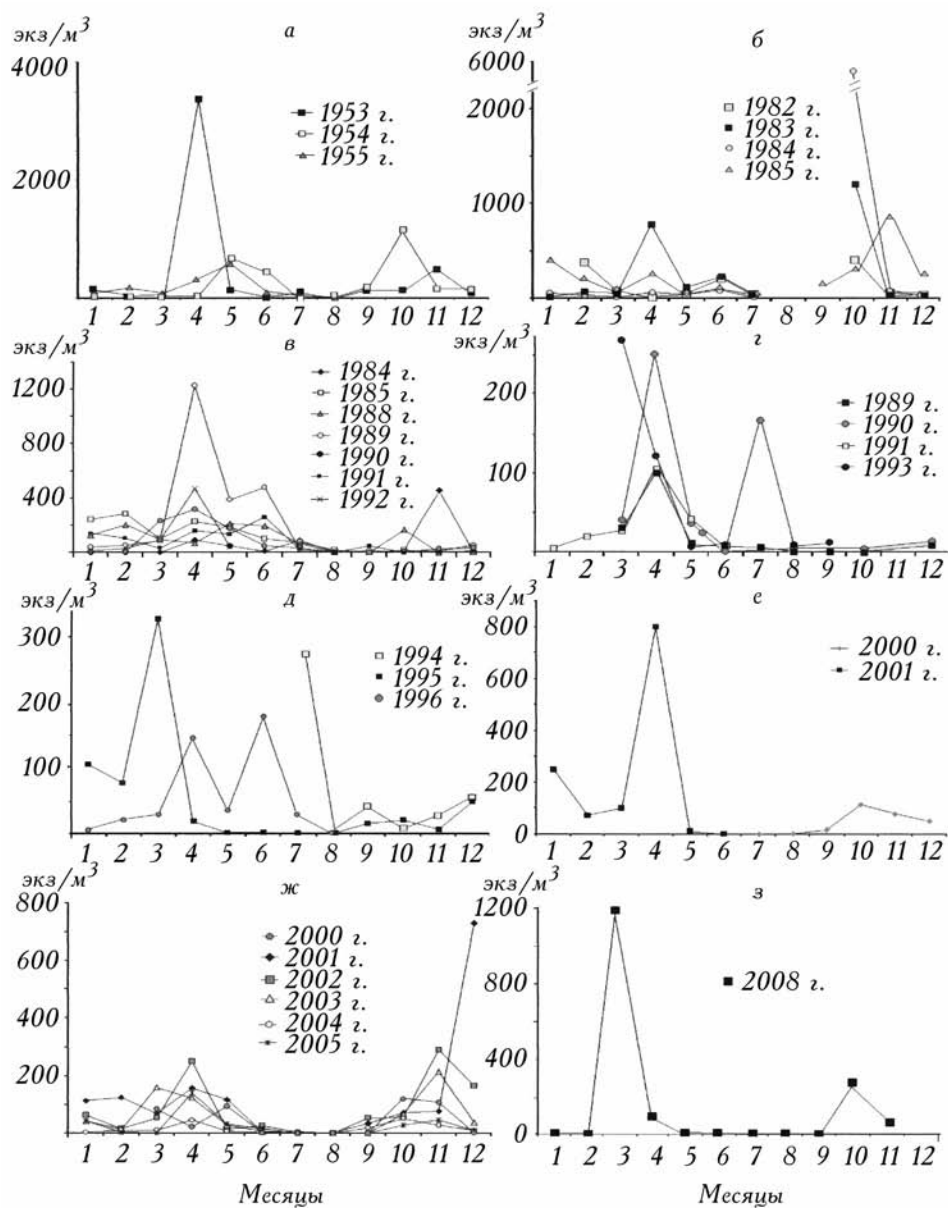 экз/м³
а
4000
2000
1953 г.
1954 г.
1955 г.
1 2 3 4 5 6 7 8 9 10 11 12
экз/м³
б
6000
2000
1000
1982 г.
1983 г.
1984 г.
1985 г.
1 2 3 4 5 6 7 8 9 10 11 12
экз/м³
в
1200
800
400
1984 г.
1985 г.
1988 г.
1989 г.
1990 г.
1991 г.
1992 г.
1 2 3 4 5 6 7 8 9 10 11 12
экз/м³
г
200
100
1989 г.
1990 г.
1991 г.
1993 г.
1 2 3 4 5 6 7 8 9 10 11 12
экз/м³
д
300
200
100
1994 г.
1995 г.
1996 г.
1 2 3 4 5 6 7 8 9 10 11 12
экз/м³
е
800
600
400
200
0
2000 г.
2001 г.
1 2 3 4 5 6 7 8 9 10 11 12
экз/м³
ж
800
600
400
200
2000 г.
2001 г.
2002 г.
2003 г.
2004 г.
2005 г.
1 2 3 4 5 6 7 8 9 10 11 12
Месяцы
экз/м³
з
1200
800
400
0
2008 г.
1 2 3 4 5 6 7 8 9 10 11 12
Месяцы